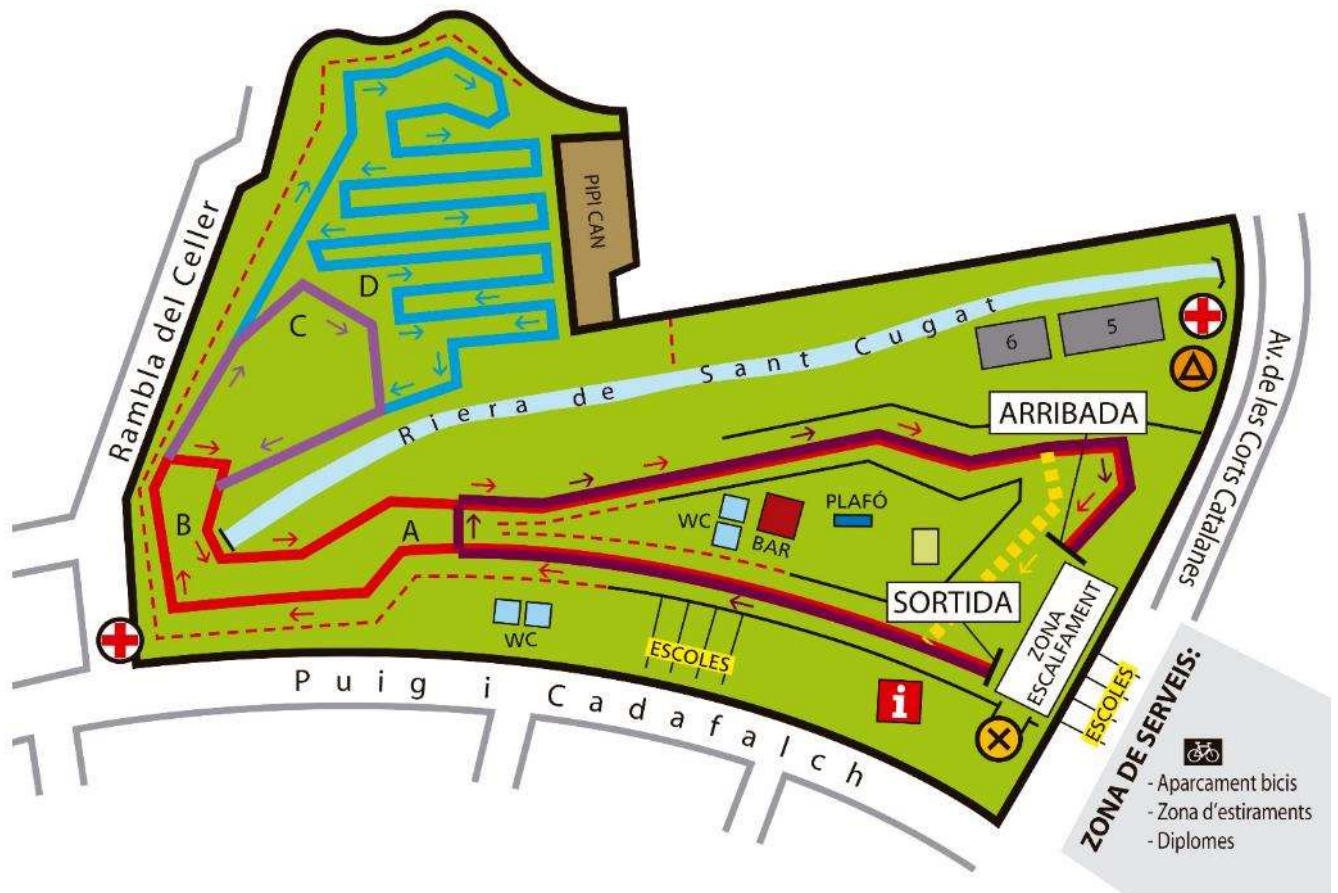 Rambla del Celler
PIPI CAN
D
C
Riera de Sant Cugat
6
5
ARRIBADA
Av. de les Corts Catalanes
B
A
WC
BAR
PLAFÓ
SORTIDA
ZONA
ESCALFAMENT
WC
ESCOLES
i
ESCOLES
Puig i Cadafalch
ZONA DE SERVEIS:
- Aparcament bicis
- Zona d'estiraments
- Diplomes